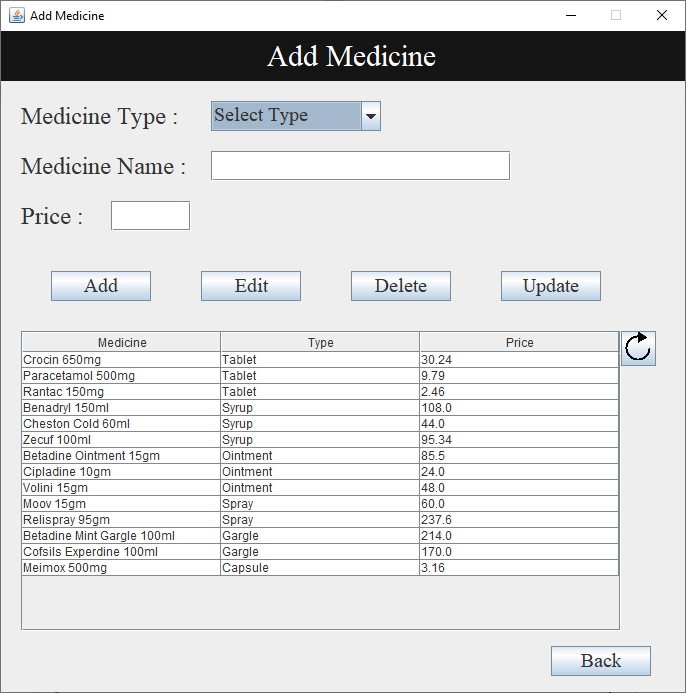 Add Medicine
Add Medicine
Medicine Type : Select Type
Medicine Name :
Price :
Add Edit Delete Update
Medicine Type Price
Crocin 650mg Tablet 30.24
Paracetamol 500mg Tablet 9.79
Rantac 150mg Tablet 2.46
Benadryl 150ml Syrup 108.0
Cheston Cold 60ml Syrup 44.0
Zecuf 100ml Syrup 95.34
Betadine Ointment 15gm Ointment 85.5
Cipladine 10gm Ointment 24.0
Volini 15gm Ointment 48.0
Moov 15gm Spray 60.0
Relispray 95gm Spray 237.6
Betadine Mint Gargle 100ml Gargle 214.0
Cofsils Experdine 100ml Gargle 170.0
Meimox 500mg Capsule 3.16
Back